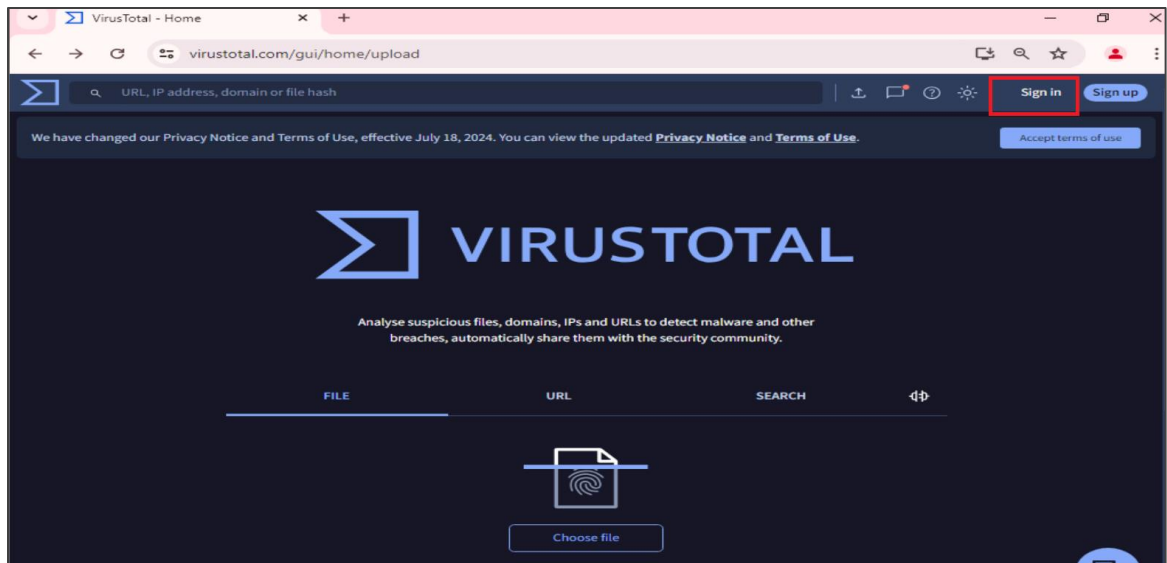 VirusTotal - Home
virustotal.com/gui/home/upload
URL, IP address, domain or file hash
Sign in
Sign up
We have changed our Privacy Notice and Terms of Use, effective July 18, 2024. You can view the updated Privacy Notice and Terms of Use.
Accept terms of use
VIRUSTOTAL
Analyse suspicious files, domains, IPs and URLs to detect malware and other
breaches, automatically share them with the security community.
FILE
URL
SEARCH
Choose file